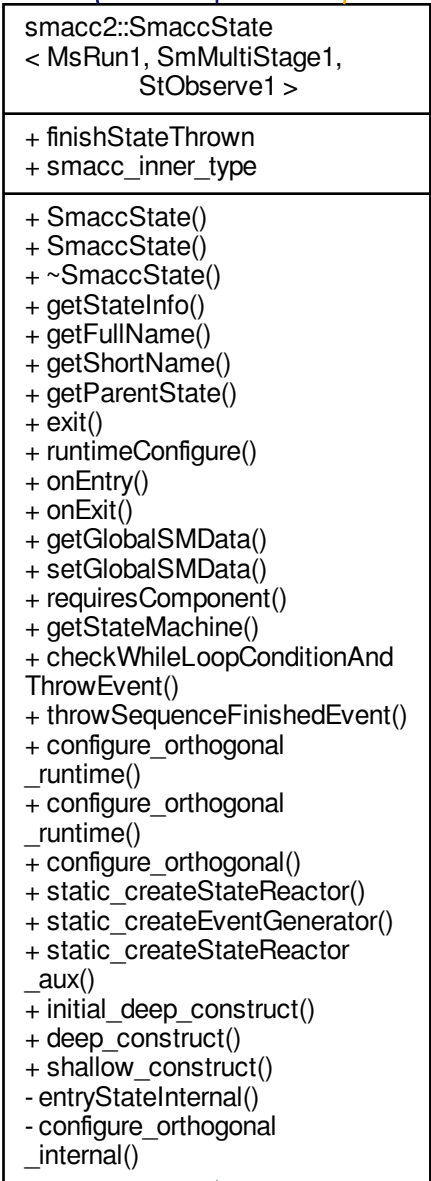 smacc2::SmaccState
< MsRun1, SmMultiStage1,
StObserve1 >
+ finishStateThrown
+ smacc_inner_type
+ SmaccState()
+ SmaccState()
+ ~SmaccState()
+ getStateInfo()
+ getFullName()
+ getShortName()
+ getParentState()
+ exit()
+ runtimeConfigure()
+ onEntry()
+ onExit()
+ getGlobalSMData()
+ setGlobalSMData()
+ requiresComponent()
+ getStateMachine()
+ checkWhileLoopConditionAnd
ThrowEvent()
+ throwSequenceFinishedEvent()
+ configure_orthogonal
_runtime()
+ configure_orthogonal
_runtime()
+ configure_orthogonal()
+ static_createStateReactor()
+ static_createEventGenerator()
+ static_createStateReactor
_aux()
+ initial_deep_construct()
+ deep_construct()
+ shallow_construct()
- entryStateInternal()
- configure_orthogonal
_internal()